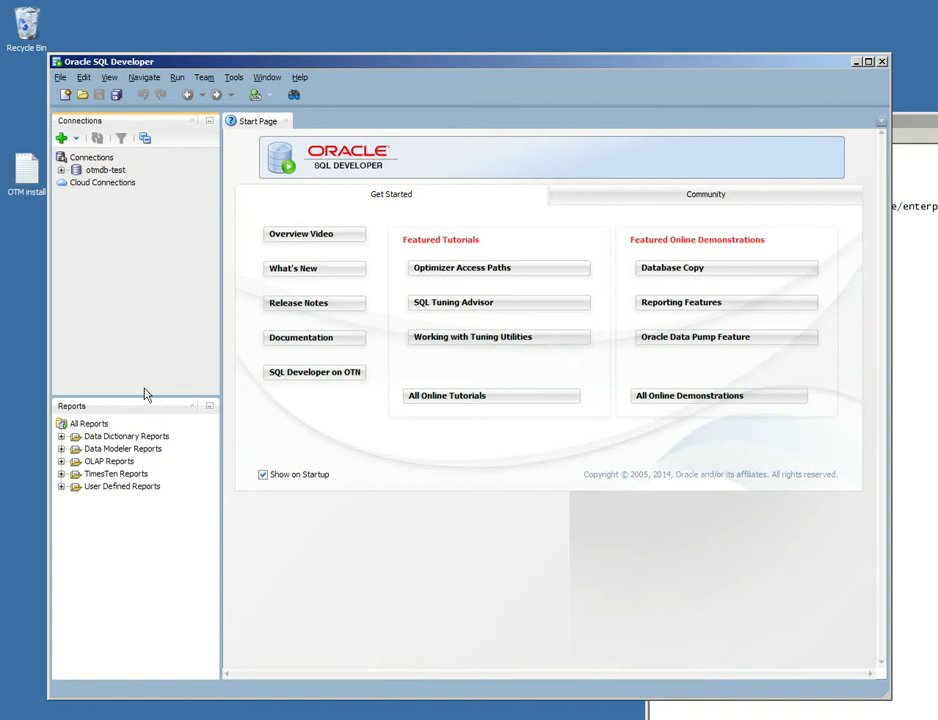 Recycle Bin
OTM install
Oracle SQL Developer
File Edit View Navigate Run Team Tools Window Help
Connections
Connections
otmdb-test
Cloud Connections
Reports
All Reports
Data Dictionary Reports
Data Modeler Reports
OLAP Reports
TimesTen Reports
User Defined Reports
Start Page
ORACLE
SQL DEVELOPER
Get Started
Community
Overview Video
What's New
Release Notes
Documentation
SQL Developer on OTN
Featured Tutorials
Optimizer Access Paths
SQL Tuning Advisor
Working with Tuning Utilities
All Online Tutorials
Featured Online Demonstrations
Database Copy
Reporting Features
Oracle Data Pump Feature
All Online Demonstrations
Show on Startup
Copyright © 2005, 2014, Oracle and/or its affiliates. All rights reserved.
e/enterp